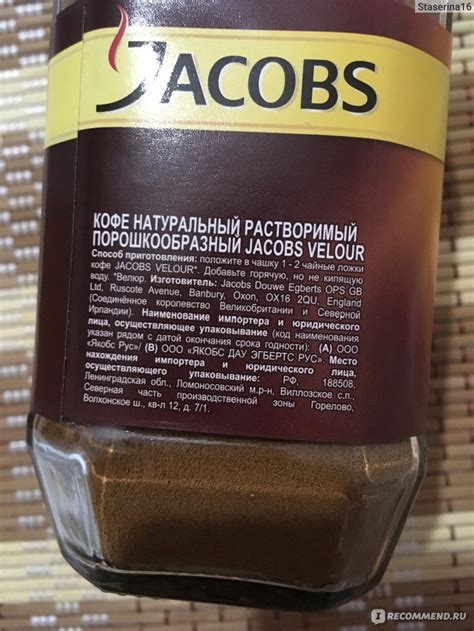 Staserina16
JACOBS
КОФЕ НАТУРАЛЬНЫЙ РАСТВОРИМЫЙ
ПОРОШКООБРАЗНЫЙ JACOBS VELOUR
Способ приготовления: положите в чашку 1 - 2 чайные ложки
кофе JACOBS VELOUR*. Добавьте горячую, но не кипящую
воду. *Велюр. Изготовитель: Jacobs Douwe Egberts OPS GB
Ltd, Ruscote Avenue, Banbury, Oxon, OX16 2QU, England
(Соединённое королевство Великобритании и Северной
Ирландии). Наименование импортера и юридического
лица, осуществляющее упаковывание (код наименования
указан рядом с датой окончания срока годности): (А) ООО
«Якобс Рус»/ (В) ООО «ЯКОБС ДАУ ЭГБЕРТС РУС». Место
нахождения импортера и юридического лица,
осуществляющего упаковывание: РФ, 188508,
Ленинградская обл., Ломоносовский м.р-н, Виллозское с.п.,
Северная часть производственной зоны Горелово,
Волхонское ш., кв-л 12, д. 7/1.
RECOMMEND.RU